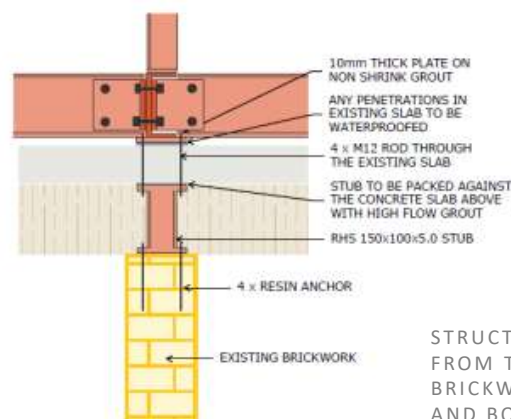 10mm THICK PLATE ON
NON SHRINK GROUT
ANY PENETRATIONS IN
EXISTING SLAB TO BE
WATERPROOFED
4 x M12 ROD THROUGH
THE EXISTING SLAB
STUB TO BE PACKED AGAINST
THE CONCRETE SLAB ABOVE
WITH HIGH FLOW GROUT
RHS 150x100x5.0 STUB
4 x RESIN ANCHOR
EXISTING BRICKWORK
STRUCT
FROM T
BRICKW
AND BO